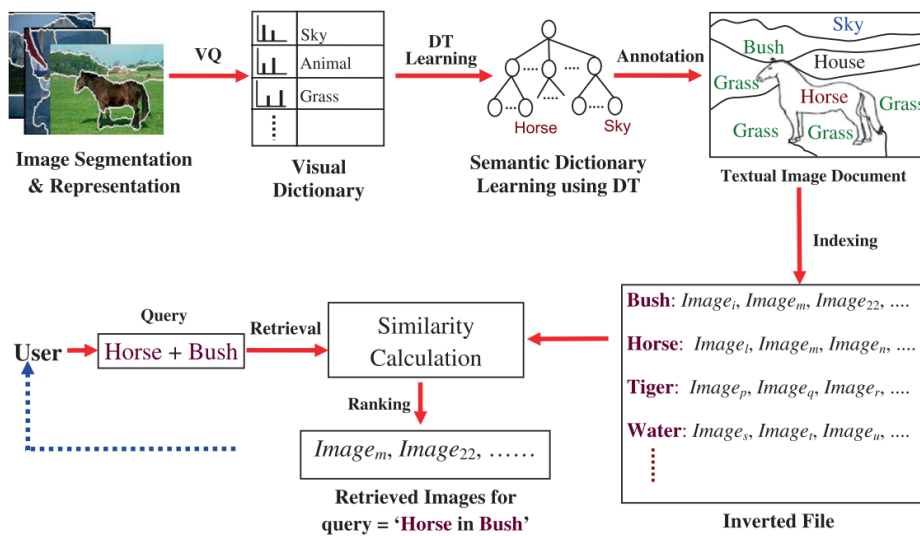 VQ
Sky
Animal
Grass
DT
Learning
Horse
Sky
Annotation
Sky
Bush
House
Grass
Horse
Grass
Grass
Grass
Image Segmentation
& Representation
Visual
Dictionary
Semantic Dictionary
Learning using DT
Textual Image Document
Indexing
Bush: Imageᵢ, Imageₘ, Image₂₂, ....
Horse: Imageₗ, Imageₘ, Imageₙ, ....
Tiger: Imageₚ, Image_q, Imageᵣ, ....
Water: Imageₛ, Imageₜ, Imageᵤ, ....
Inverted File
User
Query
Horse + Bush
Retrieval
Similarity
Calculation
Ranking
Imageₘ, Image₂₂, ……
Retrieved Images for
query = ‘Horse in Bush’